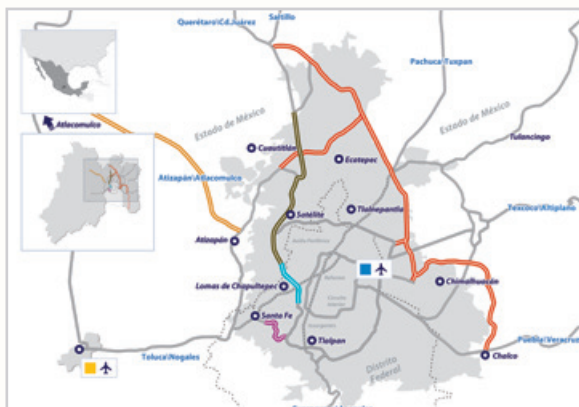 Querétaro\Cd.Juárez
Saltillo
Pachuca-Tuxpan
Estado de México
Estado de México
Atlacomulco
Tulancingo
Cuautitlán
Ecatepec
Atizapán\Atlacomulco
Satélite
Tlalnepantla
Texcoco\Altiplano
Atizapán
Lomas de Chapultepec
Chimalhuacán
Santa Fe
Insurgentes
Tlalpan
Toluca\Nogales
Puebla\Veracruz
Chalco
Distrito
Federal